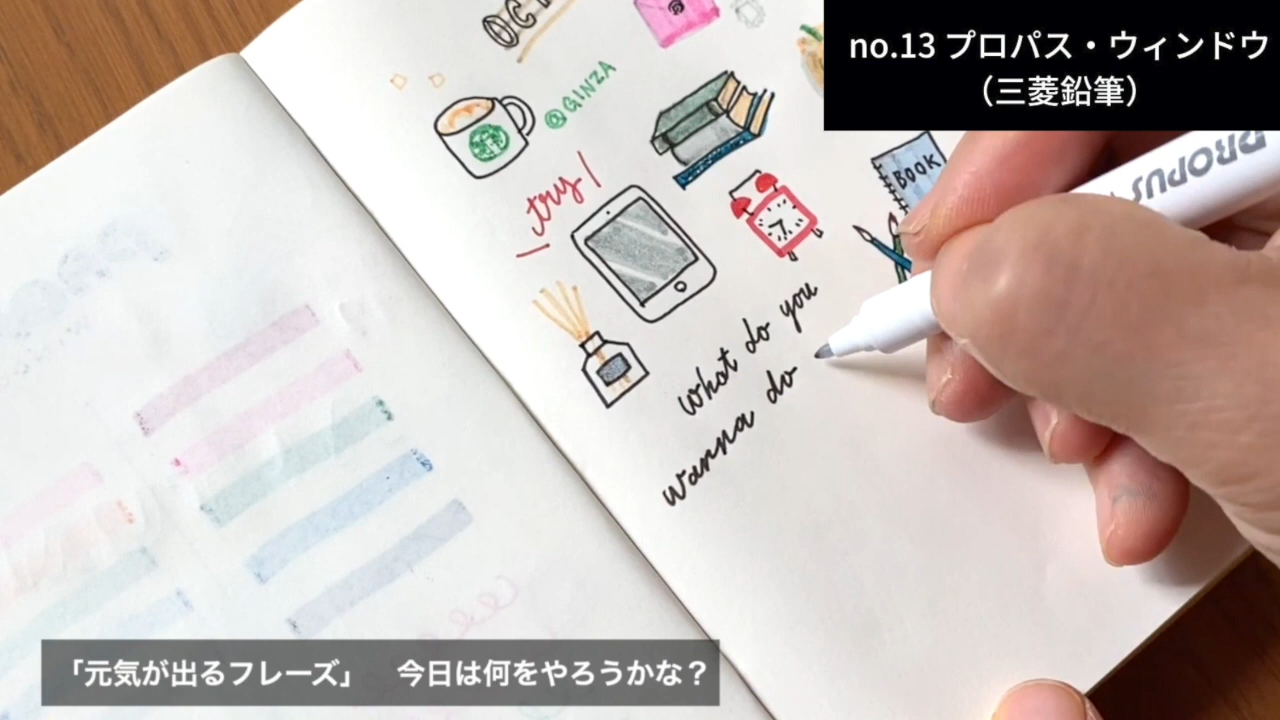 no.13 プロパス・ウィンドウ
（三菱鉛筆）
OCT
@GINZA
BOOK
PROPUS
try!
What do you
wanna do
「元気が出るフレーズ」　今日は何をやろうかな？